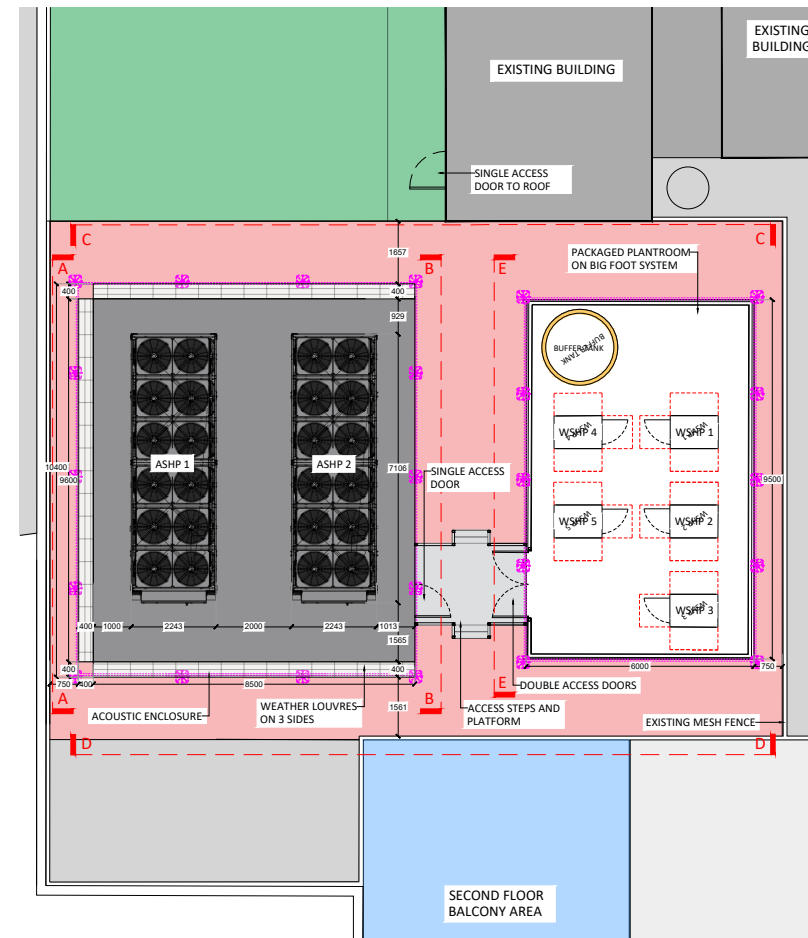 EXISTING BUILDING
EXISTING
BUILDING
SINGLE ACCESS
DOOR TO ROOF
C
C
A
B
E
1657
PACKAGED PLANTROOM
ON BIG FOOT SYSTEM
400
400
929
BUFFER TANK
BUFFER TANK
WSHP 4
WSHP 1
ASHP 1
ASHP 2
7106
10400
9600
SINGLE ACCESS
DOOR
9500
WSHP 5
WSHP 2
WSHP 3
400
1000
2243
2000
2243
1013
1565
400
750
400
8500
6000
750
A
B
E
DOUBLE ACCESS DOORS
ACOUSTIC ENCLOSURE
WEATHER LOUVRES
ON 3 SIDES
1561
ACCESS STEPS AND
PLATFORM
EXISTING MESH FENCE
D
D
SECOND FLOOR
BALCONY AREA